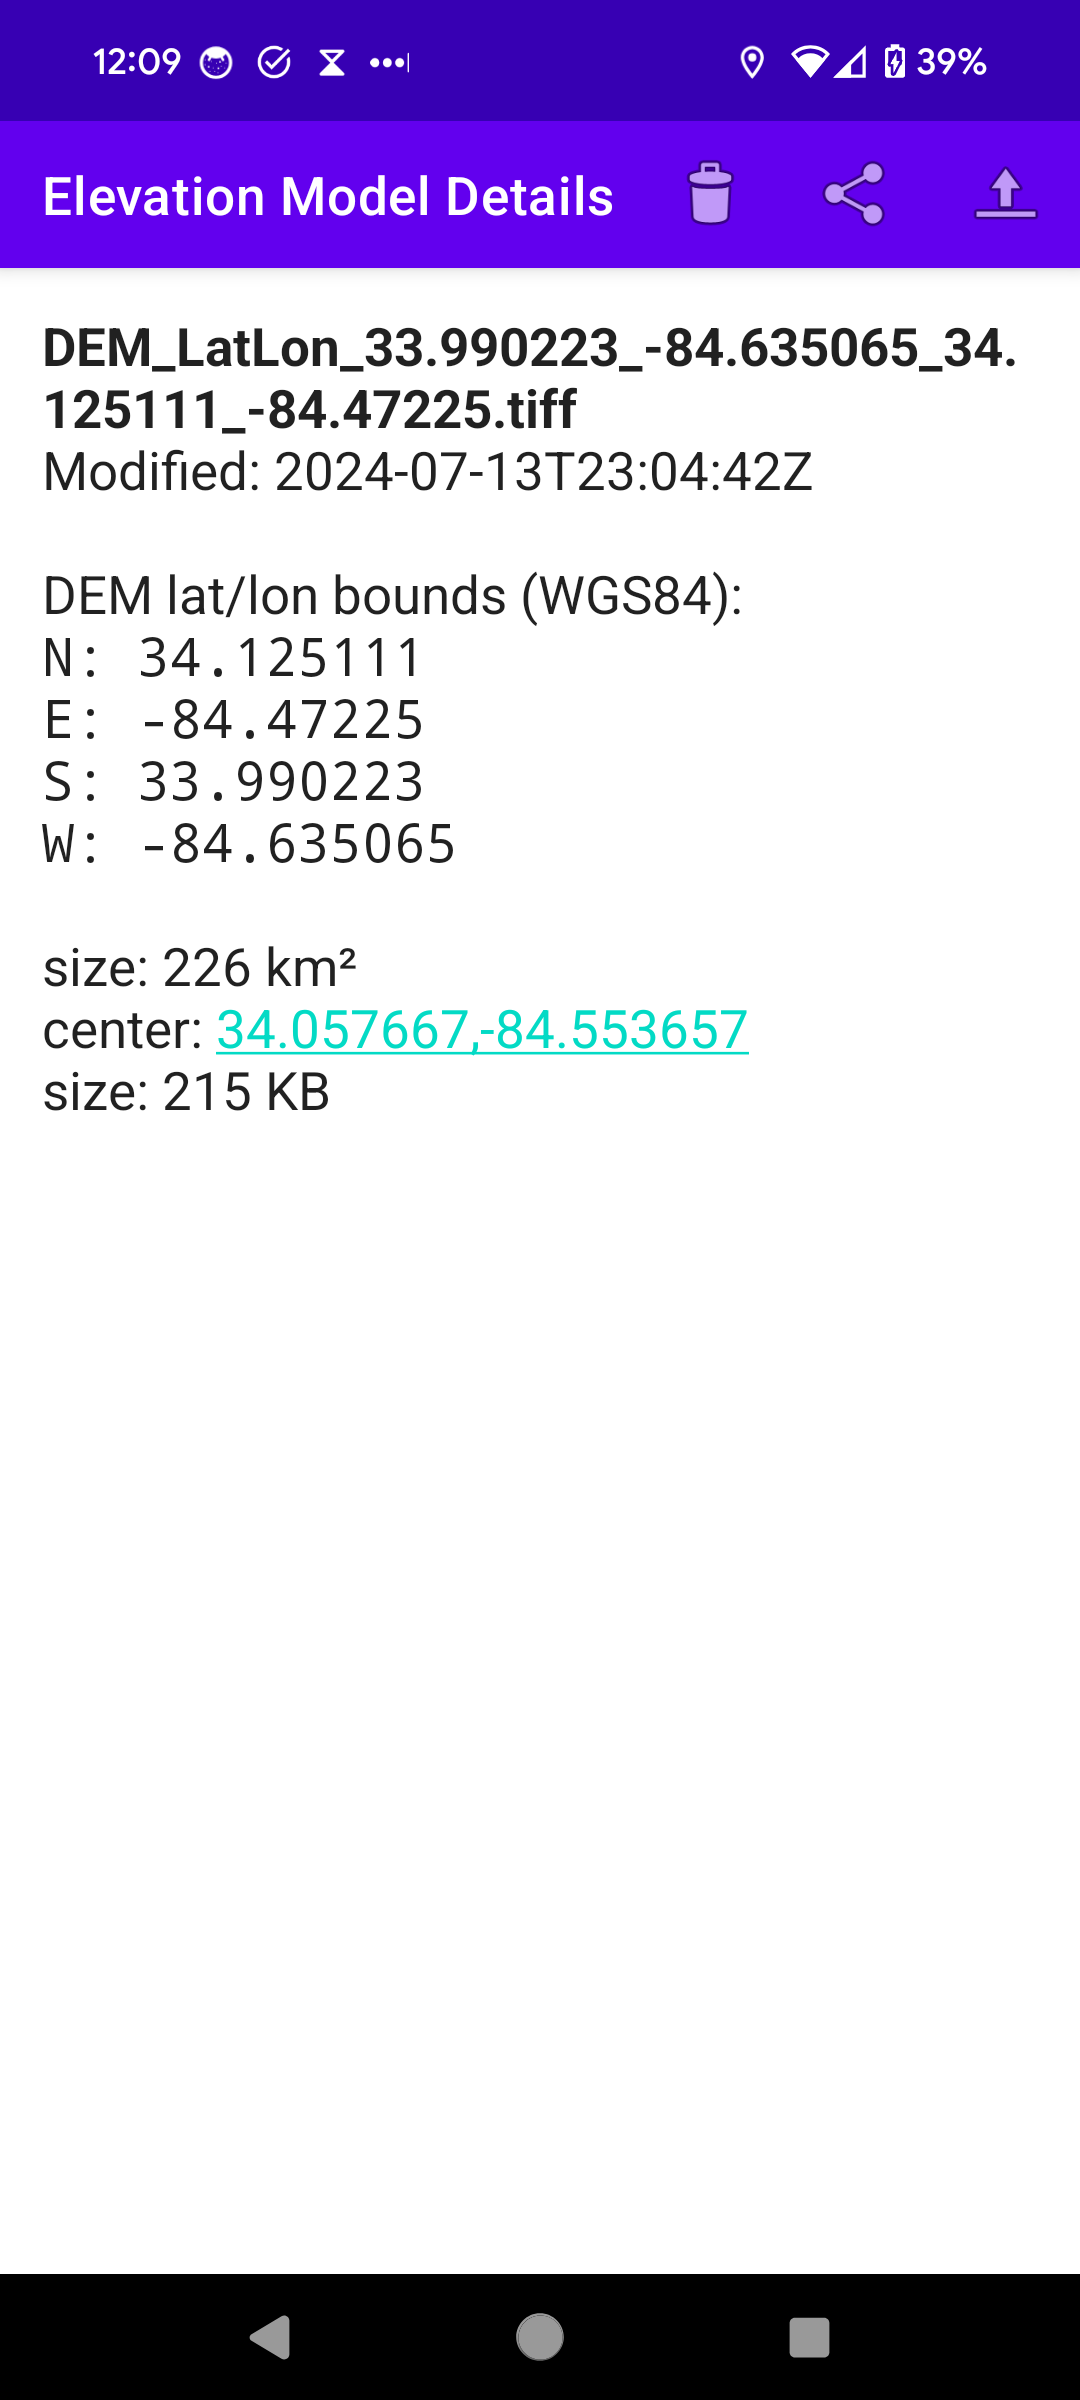 12:09
39%
Elevation Model Details
DEM_LatLon_33.990223_-84.635065_34.
125111_-84.47225.tiff
Modified: 2024-07-13T23:04:42Z
DEM lat/lon bounds (WGS84):
N: 34.125111
E: -84.47225
S: 33.990223
W: -84.635065
size: 226 km²
center: 34.057667,-84.553657
size: 215 KB